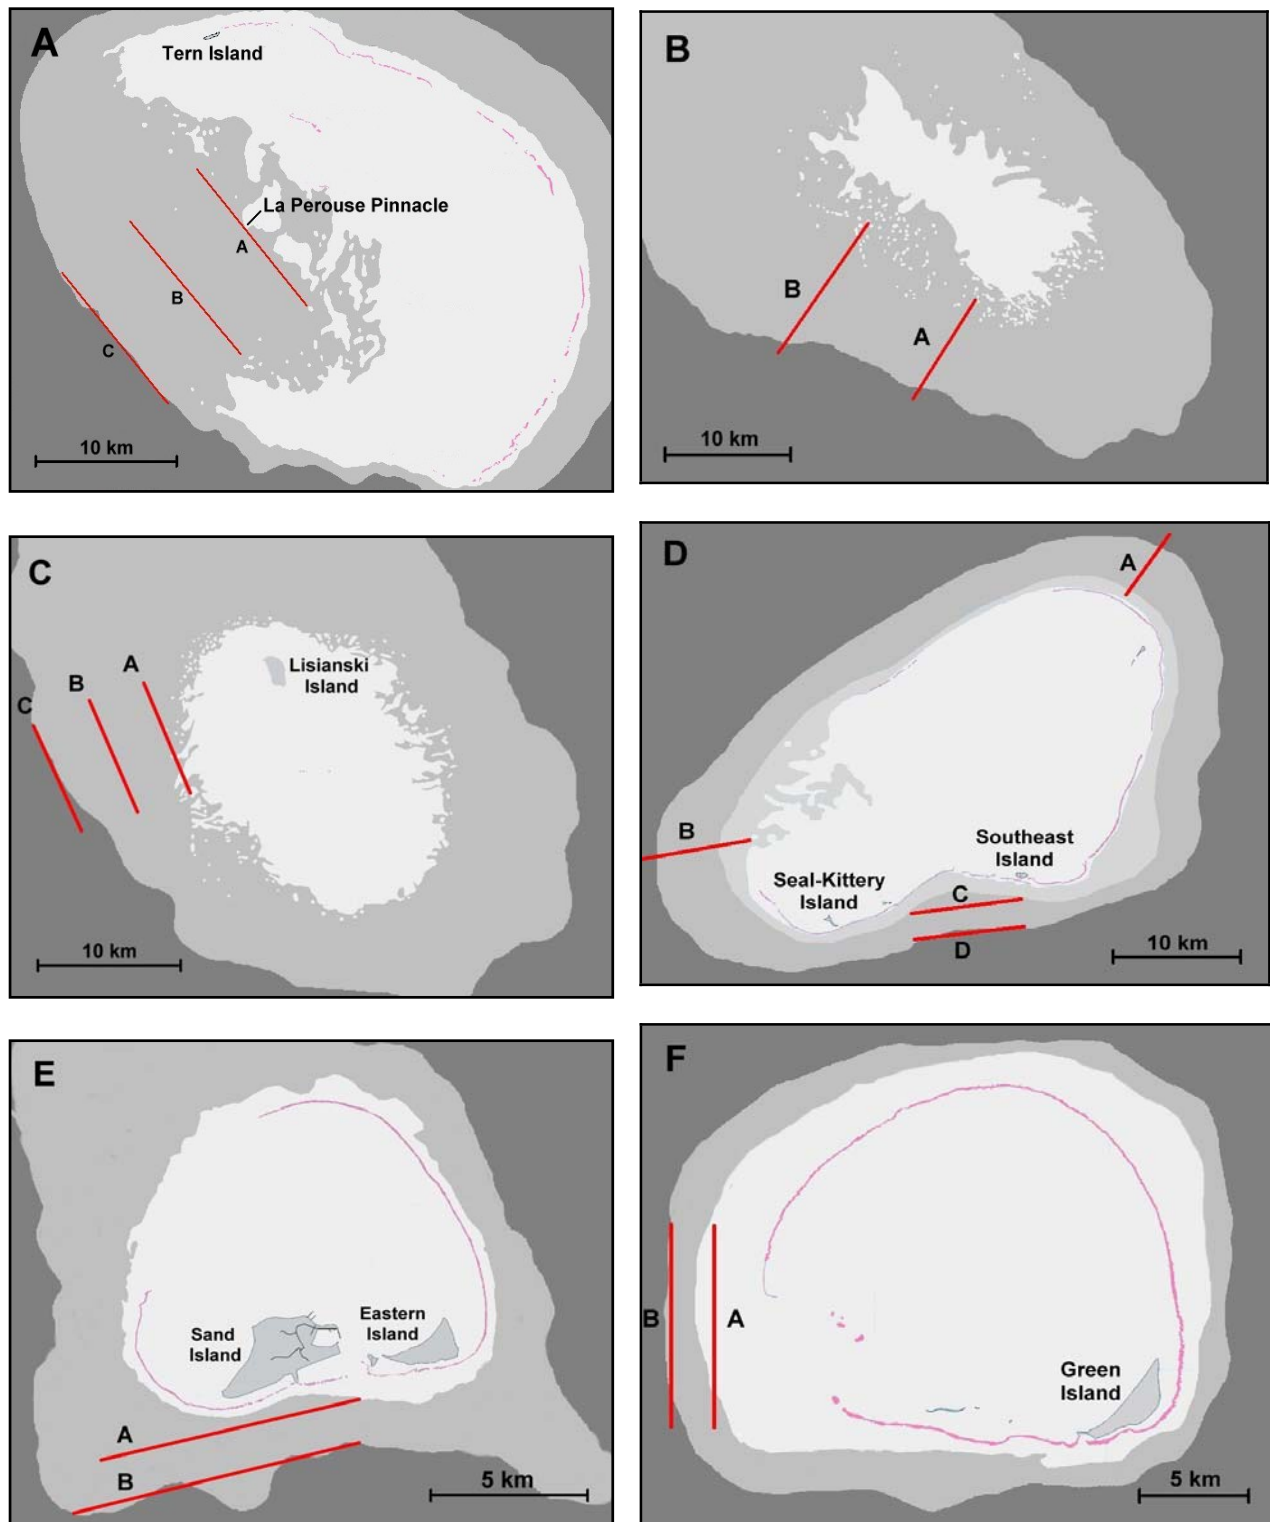 A
Tern Island
La Perouse Pinnacle
A
B
C
10 km
B
B
A
10 km
C
Lisianski
Island
A
B
C
10 km
D
A
B
Southeast
Island
Seal-Kittery
Island
C
D
10 km
E
Eastern
Island
Sand
Island
A
B
5 km
F
B
A
Green
Island
5 km